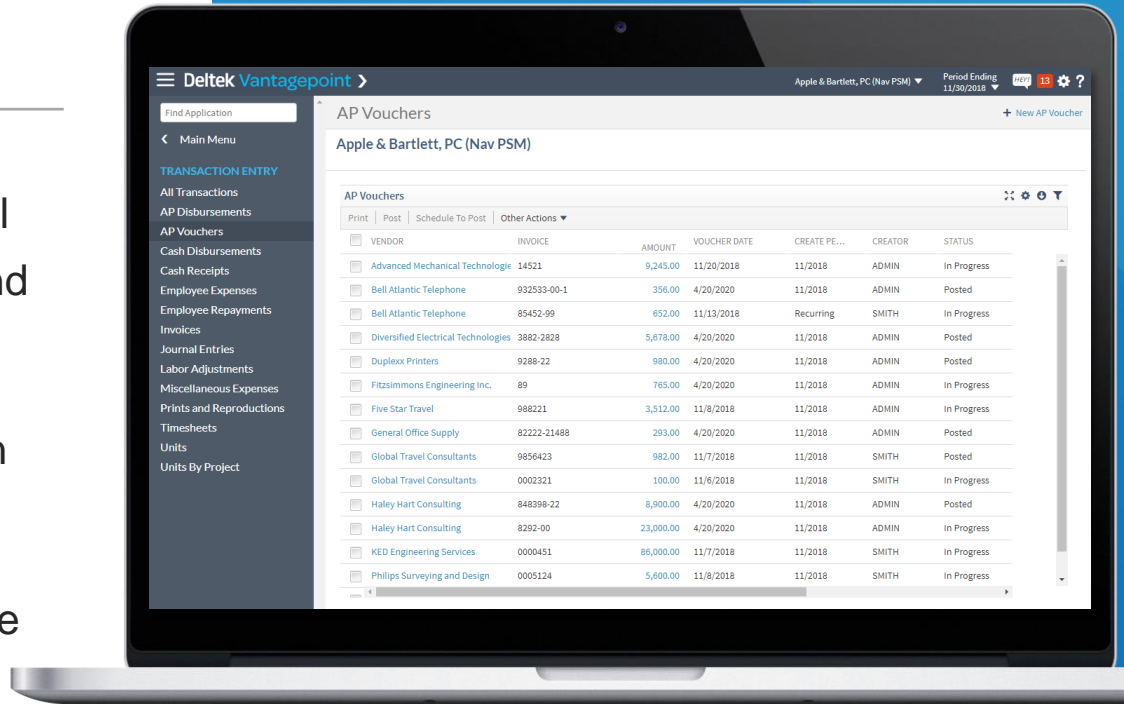 l
nd
n
e
Deltek Vantagepoint
Apple & Bartlett, PC (Nav PSM)
Period Ending
11/30/2018
HEY!
13
?
Find Application
Main Menu
TRANSACTION ENTRY
All Transactions
AP Disbursements
AP Vouchers
Cash Disbursements
Cash Receipts
Employee Expenses
Employee Repayments
Invoices
Journal Entries
Labor Adjustments
Miscellaneous Expenses
Prints and Reproductions
Timesheets
Units
Units By Project
AP Vouchers
+ New AP Voucher
Apple & Bartlett, PC (Nav PSM)
AP Vouchers
Print | Post | Schedule To Post | Other Actions
VENDOR INVOICE AMOUNT VOUCHER DATE CREATE PE... CREATOR STATUS
Advanced Mechanical Technologie 14521 9,245.00 11/20/2018 11/2018 ADMIN In Progress
Bell Atlantic Telephone 932533-00-1 356.00 4/20/2020 11/2018 ADMIN Posted
Bell Atlantic Telephone 85452-99 652.00 11/13/2018 Recurring SMITH In Progress
Diversified Electrical Technologies 3882-2828 5,678.00 4/20/2020 11/2018 ADMIN Posted
Duplexx Printers 9288-22 980.00 4/20/2020 11/2018 ADMIN Posted
Fitzsimmons Engineering Inc. 89 765.00 4/20/2020 11/2018 ADMIN In Progress
Five Star Travel 988221 3,512.00 11/8/2018 11/2018 ADMIN In Progress
General Office Supply 82222-21488 293.00 4/20/2020 11/2018 ADMIN Posted
Global Travel Consultants 9856423 982.00 11/7/2018 11/2018 SMITH Posted
Global Travel Consultants 0002321 100.00 11/6/2018 11/2018 SMITH In Progress
Haley Hart Consulting 848398-22 8,900.00 4/20/2020 11/2018 ADMIN Posted
Haley Hart Consulting 8292-00 23,000.00 4/20/2020 11/2018 ADMIN In Progress
KED Engineering Services 0000451 86,000.00 11/7/2018 11/2018 SMITH In Progress
Philips Surveying and Design 0005124 5,600.00 11/8/2018 11/2018 SMITH In Progress